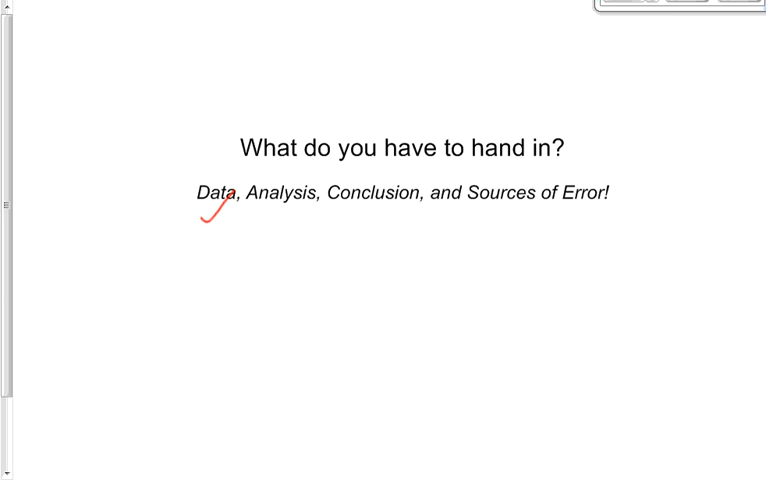 What do you have to hand in?
Data, Analysis, Conclusion, and Sources of Error!